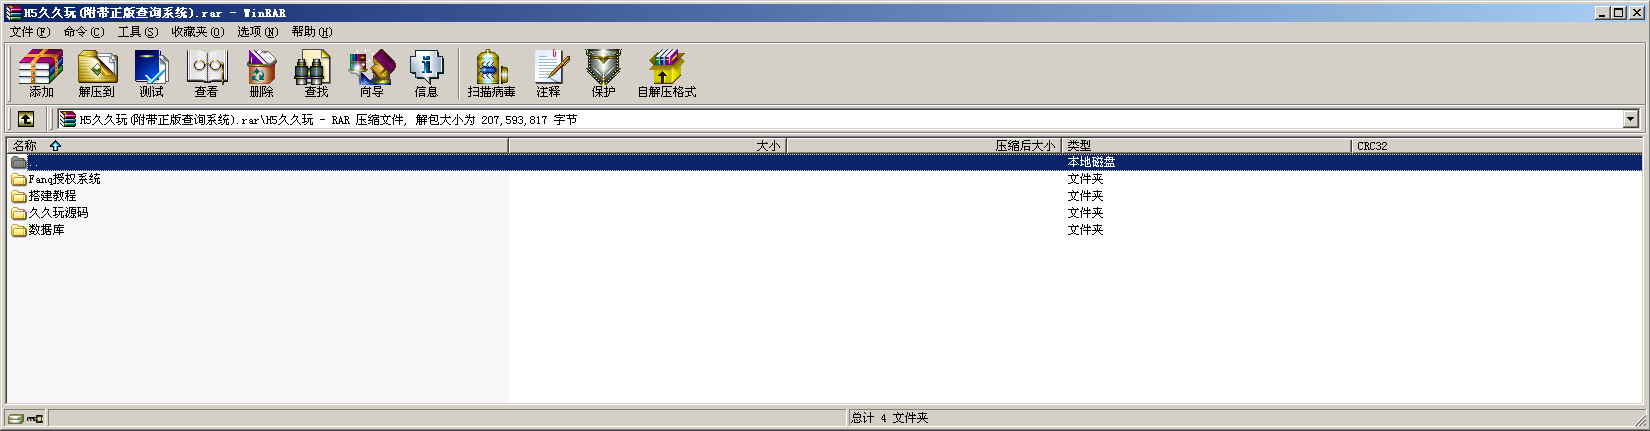 H5久久玩(附带正版查询系统).rar - WinRAR
文件(F) 命令(C) 工具(S) 收藏夹(O) 选项(N) 帮助(H)
添加 解压到 测试 查看 删除 查找 向导 信息 扫描病毒 注释 保护 自解压格式
H5久久玩(附带正版查询系统).rar\H5久久玩 - RAR 压缩文件, 解包大小为 207,593,817 字节
名称 大小 压缩后大小 类型 CRC32
.. 本地磁盘
Fanq授权系统 文件夹
搭建教程 文件夹
久久玩源码 文件夹
数据库 文件夹
总计 4 文件夹